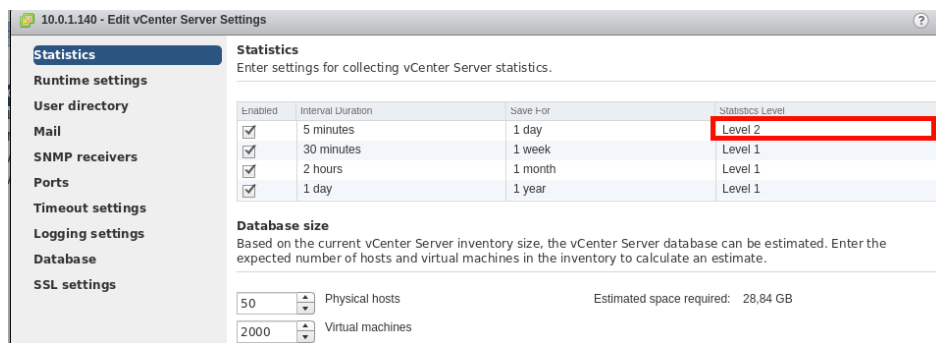 10.0.1.140 - Edit vCenter Server Settings ?
Statistics
Runtime settings
User directory
Mail
SNMP receivers
Ports
Timeout settings
Logging settings
Database
SSL settings
Statistics
Enter settings for collecting vCenter Server statistics.
Enabled Interval Duration Save For Statistics Level
5 minutes 1 day Level 2
30 minutes 1 week Level 1
2 hours 1 month Level 1
1 day 1 year Level 1
Database size
Based on the current vCenter Server inventory size, the vCenter Server database can be estimated. Enter the
expected number of hosts and virtual machines in the inventory to calculate an estimate.
50 Physical hosts Estimated space required: 28,84 GB
2000 Virtual machines